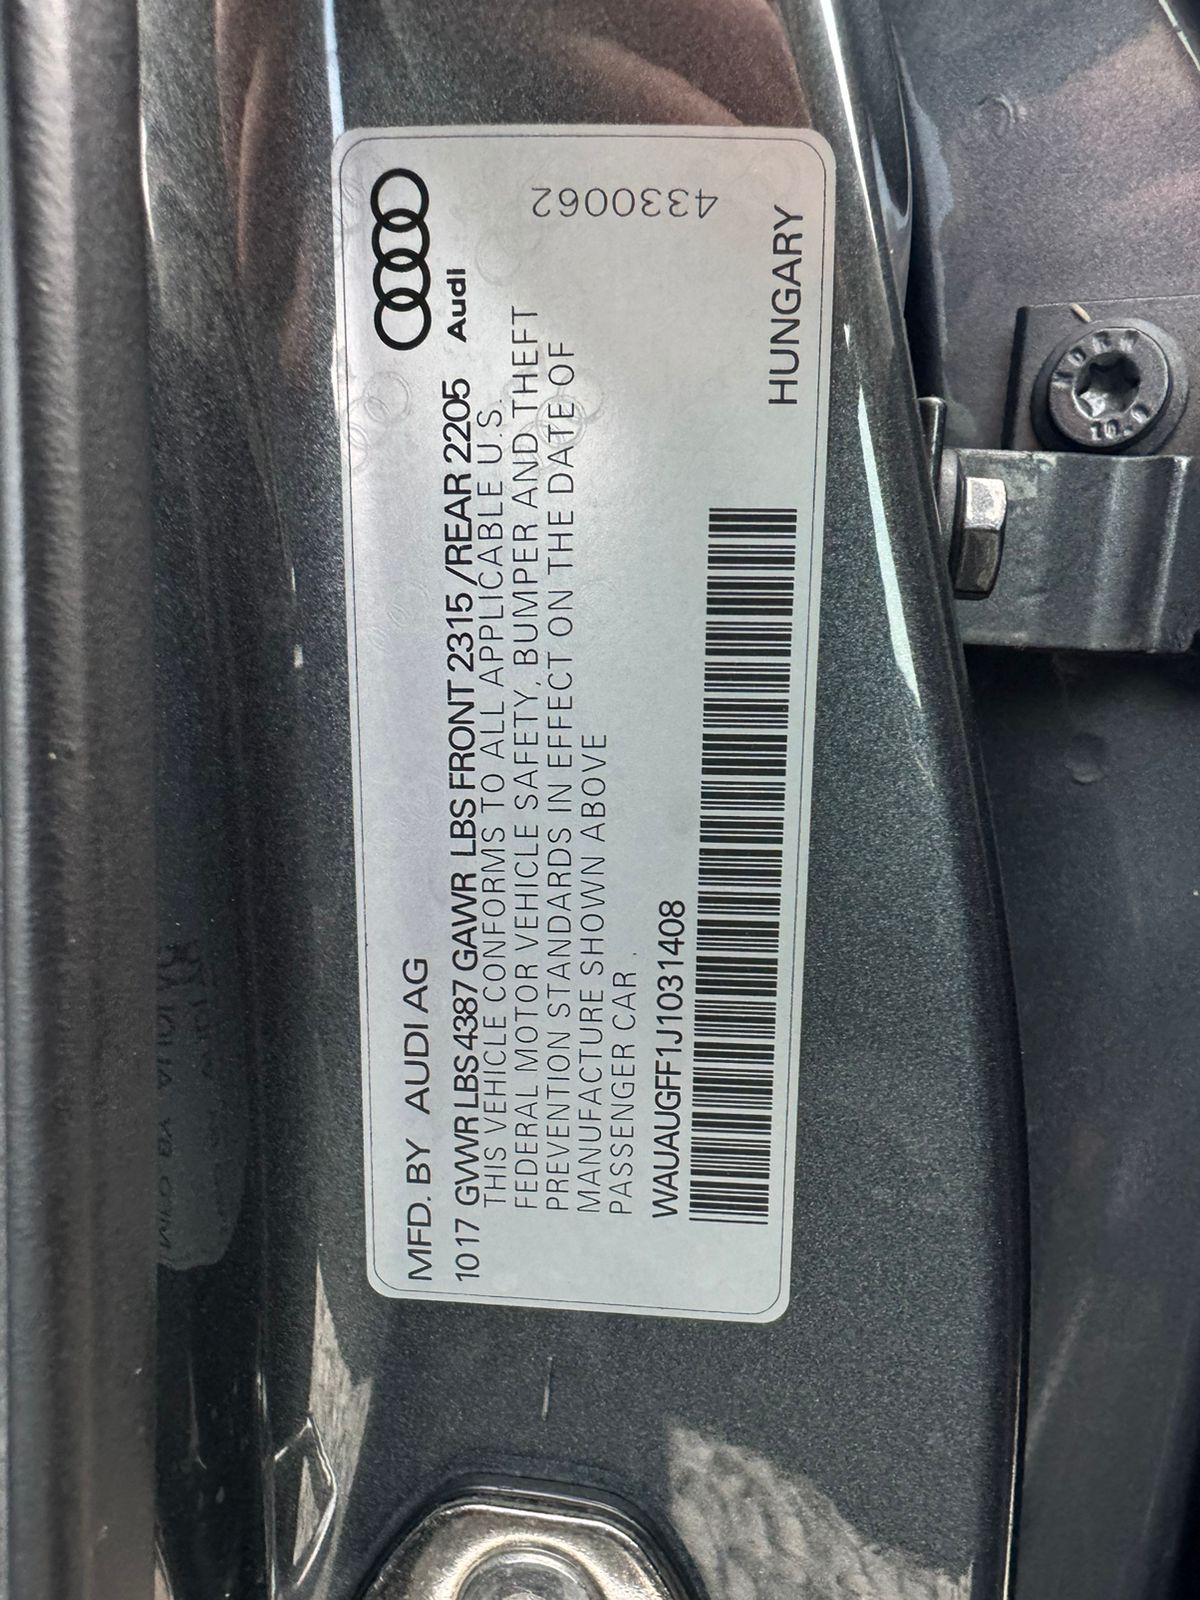 MFD. BY AUDI AG
Audi
1017 GVWR LBS 4387 GAWR LBS FRONT 2315/REAR 2205
THIS VEHICLE CONFORMS TO ALL APPLICABLE U.S.
FEDERAL MOTOR VEHICLE SAFETY, BUMPER AND THEFT
PREVENTION STANDARDS IN EFFECT ON THE DATE OF
MANUFACTURE SHOWN ABOVE
PASSENGER CAR.
WAUAUGFF1J1031408
HUNGARY
4330062
10.9